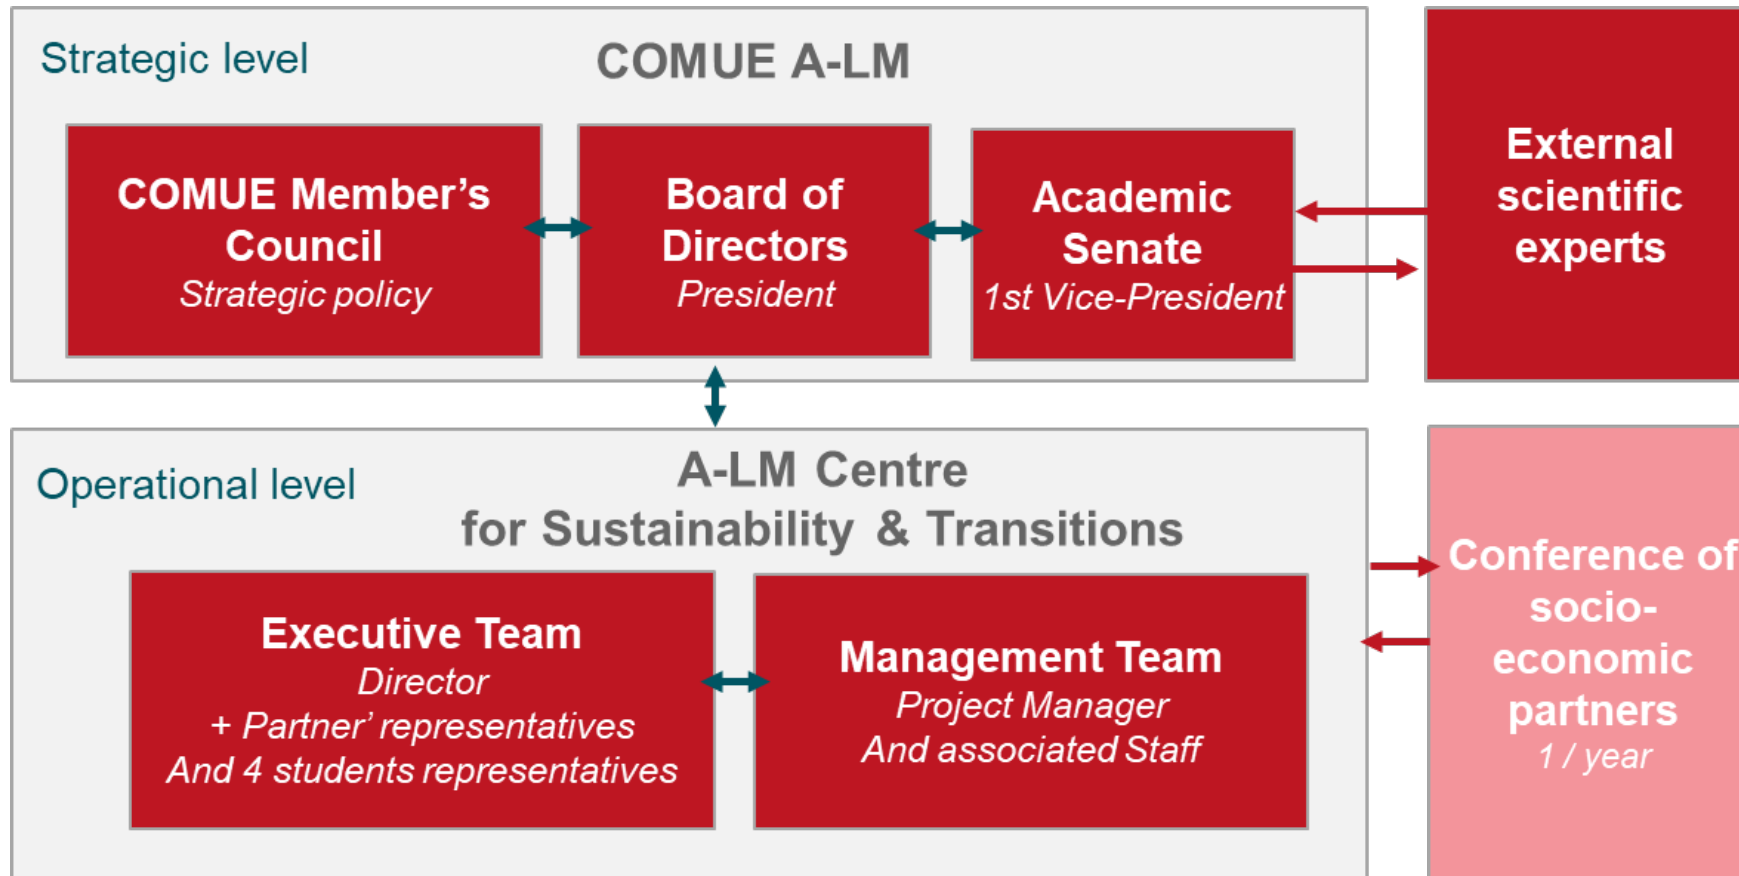 Strategic level
COMUE A-LM
COMUE Member’s
Council
Strategic policy
Board of
Directors
President
Academic
Senate
1st Vice-President
External
scientific
experts
Operational level
A-LM Centre
for Sustainability & Transitions
Executive Team
Director
+ Partner’ representatives
And 4 students representatives
Management Team
Project Manager
And associated Staff
Conference of
socio-
economic
partners
1 / year